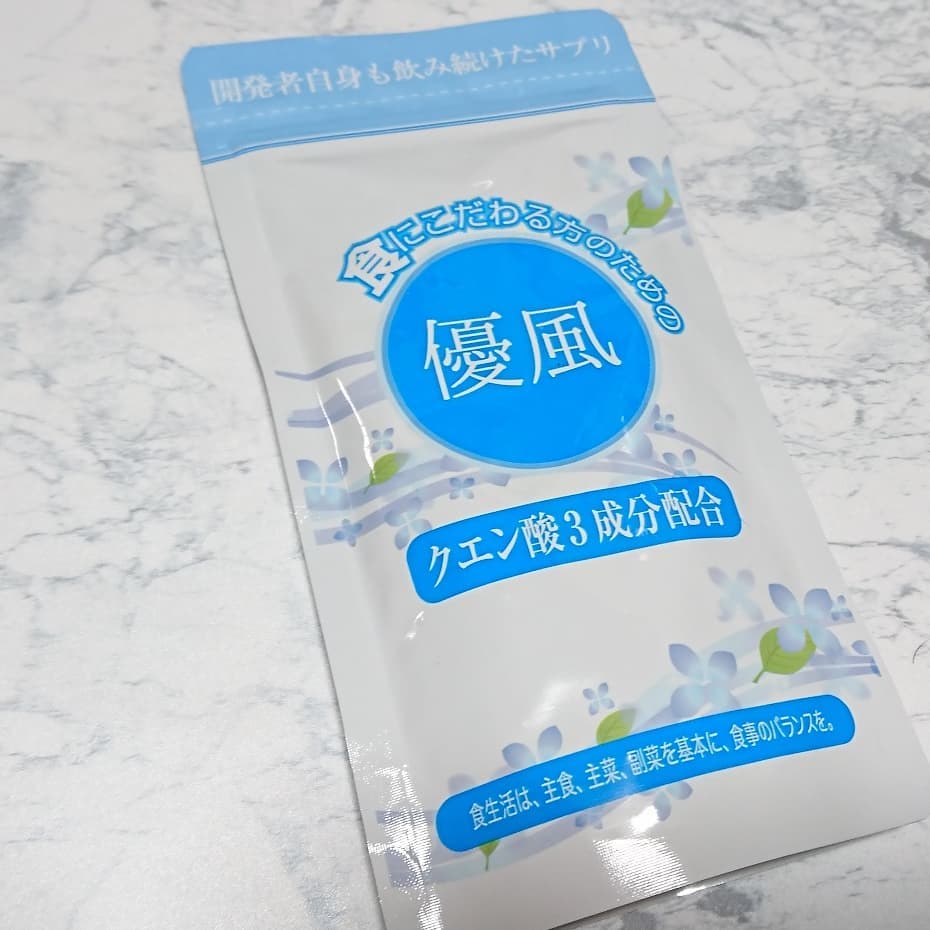 開発者自身も飲み続けたサプリ
食にこだわる方のための
優風
クエン酸3成分配合
食生活は、主食、主菜、副菜を基本に、食事のバランスを。